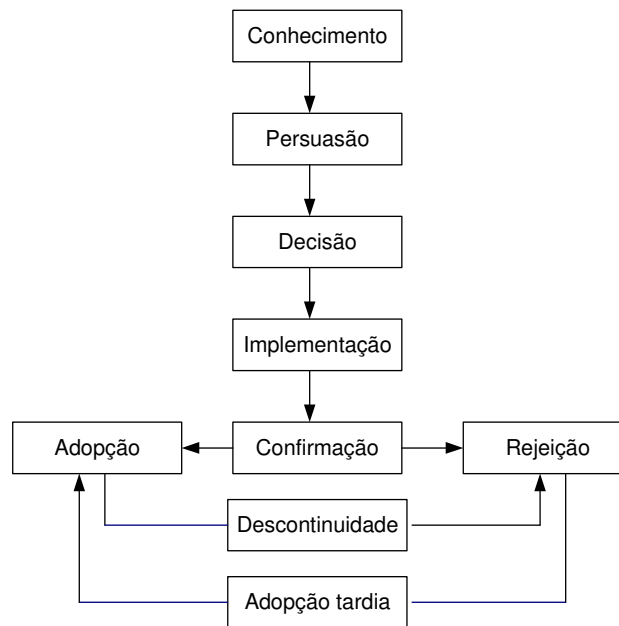 Conhecimento
Persuasão
Decisão
Implementação
Adopção
Confirmação
Rejeição
Descontinuidade
Adopção tardia